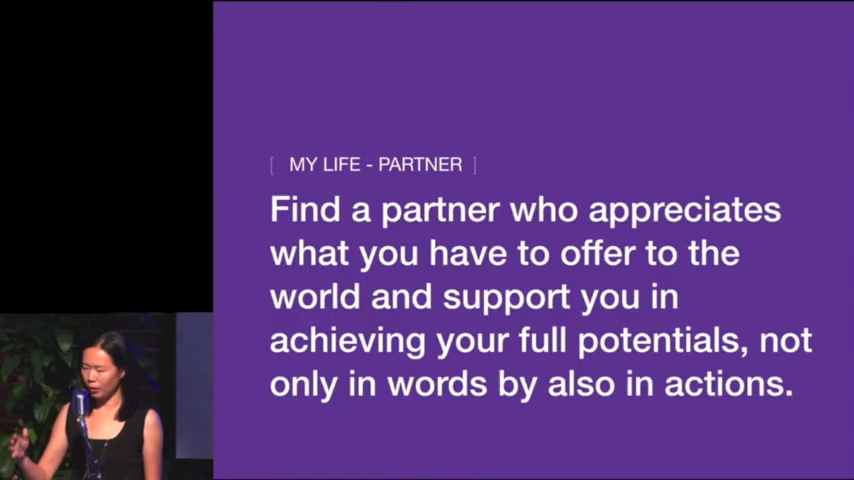 [ MY LIFE - PARTNER ]
Find a partner who appreciates
what you have to offer to the
world and support you in
achieving your full potentials, not
only in words by also in actions.